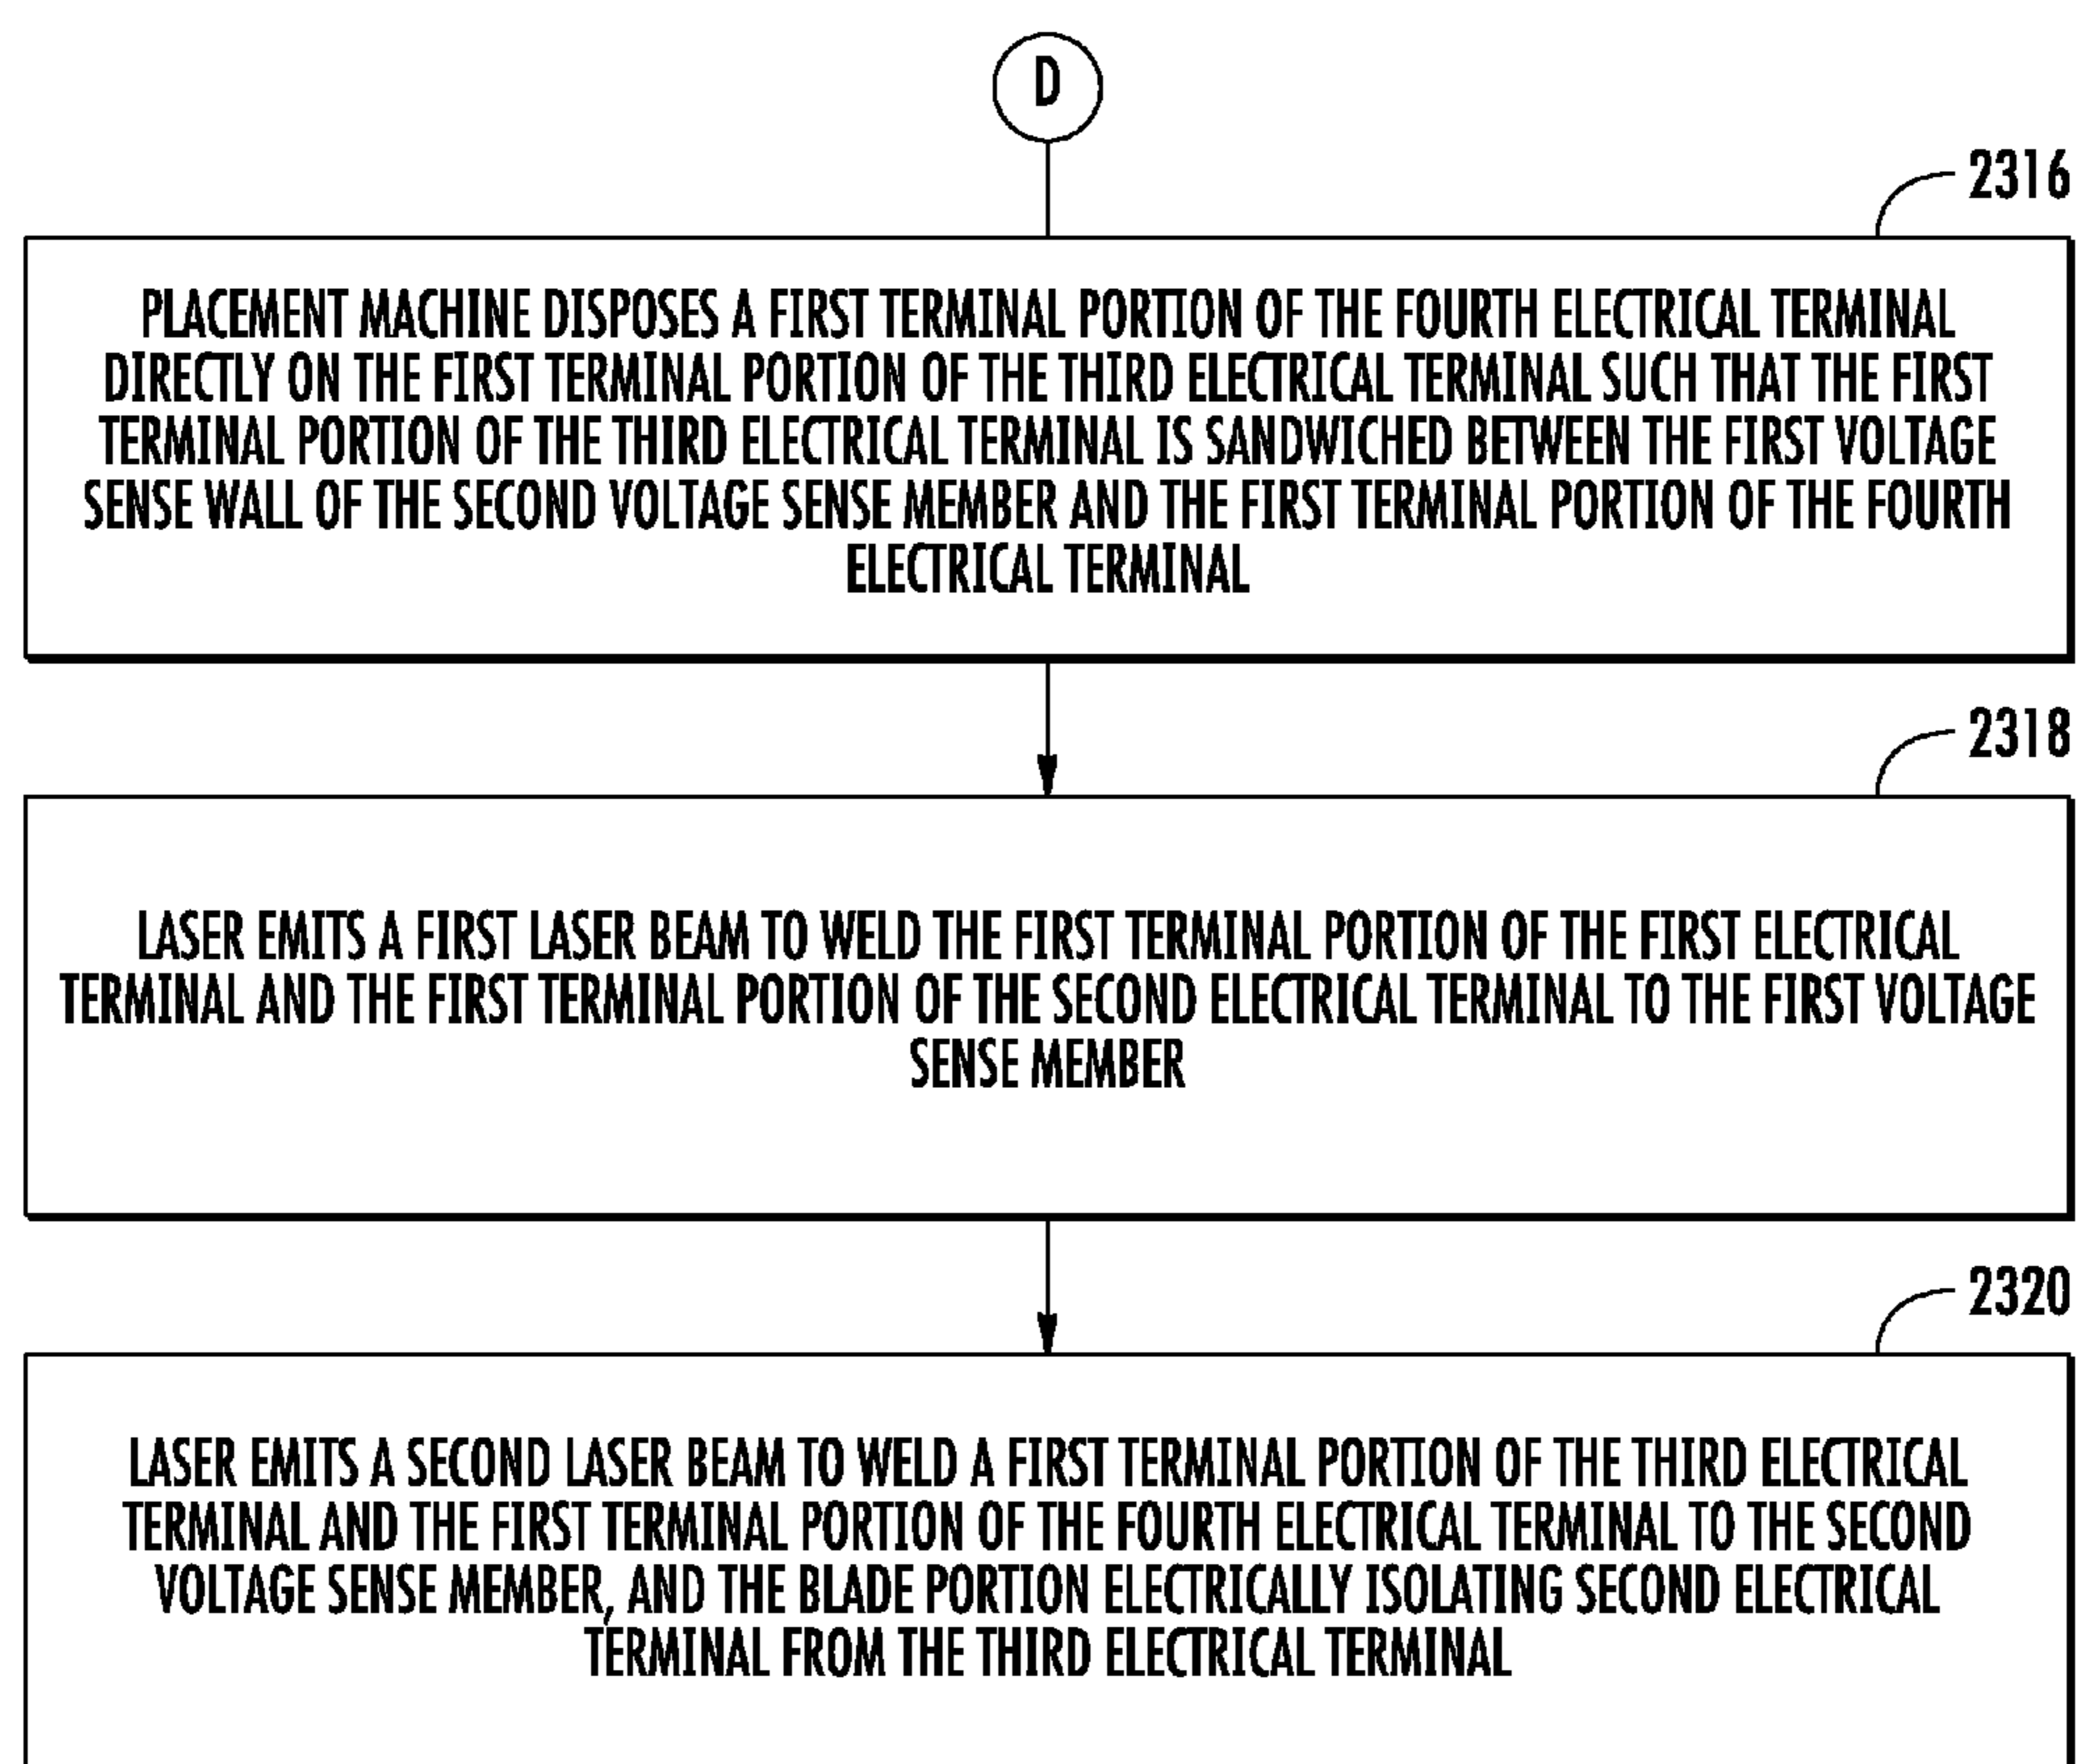 D
2316
PLACEMENT MACHINE DISPOSES A FIRST TERMINAL PORTION OF THE FOURTH ELECTRICAL TERMINAL
DIRECTLY ON THE FIRST TERMINAL PORTION OF THE THIRD ELECTRICAL TERMINAL SUCH THAT THE FIRST
TERMINAL PORTION OF THE THIRD ELECTRICAL TERMINAL IS SANDWICHED BETWEEN THE FIRST VOLTAGE
SENSE WALL OF THE SECOND VOLTAGE SENSE MEMBER AND THE FIRST TERMINAL PORTION OF THE FOURTH
ELECTRICAL TERMINAL
2318
LASER EMITS A FIRST LASER BEAM TO WELD THE FIRST TERMINAL PORTION OF THE FIRST ELECTRICAL
TERMINAL AND THE FIRST TERMINAL PORTION OF THE SECOND ELECTRICAL TERMINAL TO THE FIRST VOLTAGE
SENSE MEMBER
2320
LASER EMITS A SECOND LASER BEAM TO WELD A FIRST TERMINAL PORTION OF THE THIRD ELECTRICAL
TERMINAL AND THE FIRST TERMINAL PORTION OF THE FOURTH ELECTRICAL TERMINAL TO THE SECOND
VOLTAGE SENSE MEMBER, AND THE BLADE PORTION ELECTRICALLY ISOLATING SECOND ELECTRICAL
TERMINAL FROM THE THIRD ELECTRICAL TERMINAL